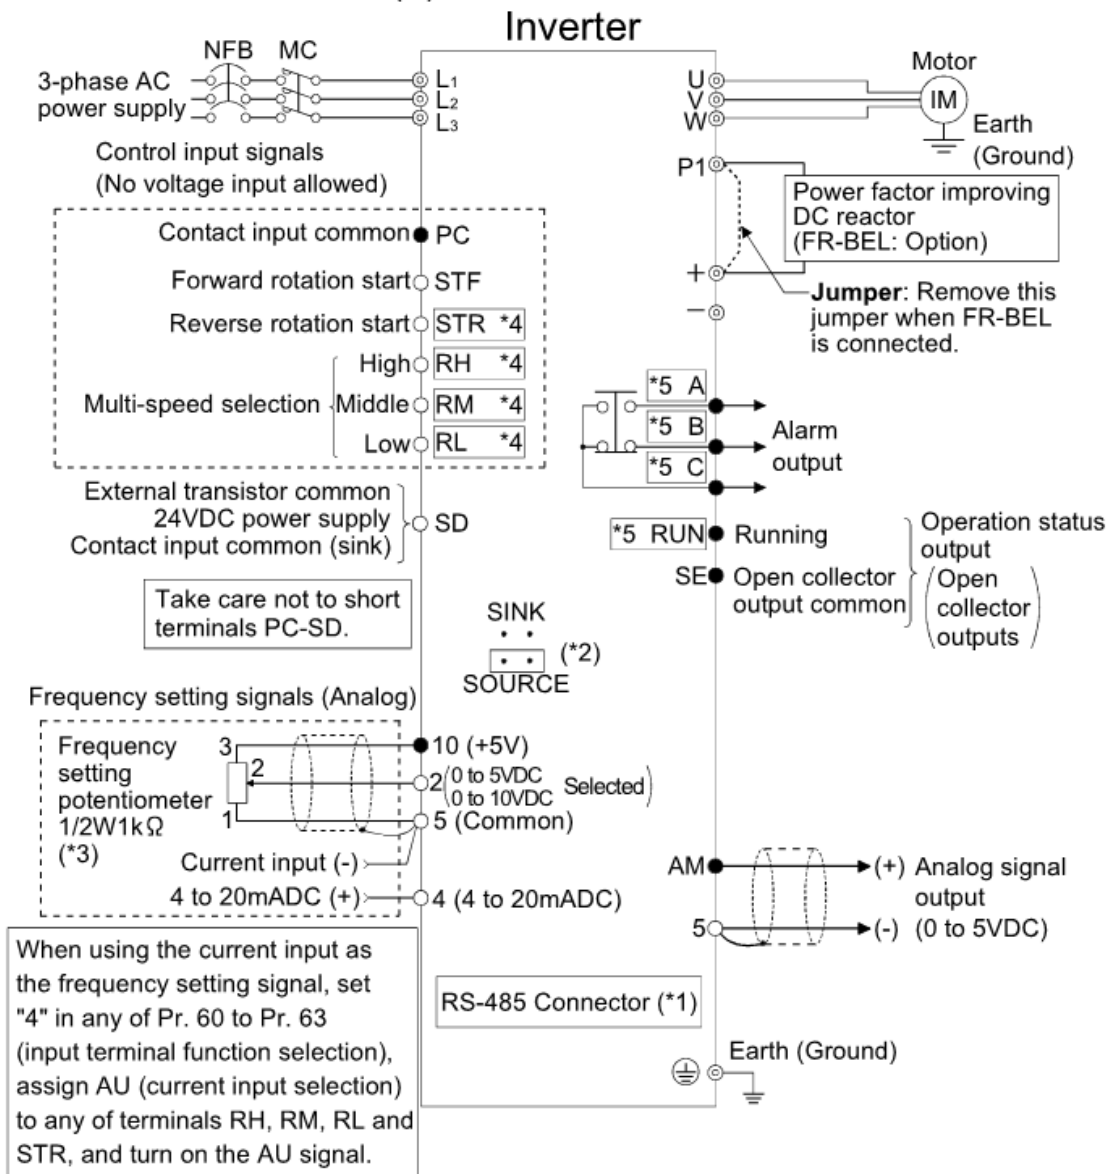 Inverter
NFB MC
3-phase AC
power supply
L1
L2
L3
U
V
W
Motor
IM
Earth
(Ground)
Control input signals
(No voltage input allowed)
P1
Power factor improving
DC reactor
(FR-BEL: Option)
Contact input common PC
Forward rotation start STF
+
Jumper: Remove this
jumper when FR-BEL
is connected.
−
Reverse rotation start STR *4
Multi-speed selection
High RH *4
Middle RM *4
Low RL *4
*5 A
*5 B
*5 C
Alarm
output
External transistor common
24VDC power supply
Contact input common (sink)
SD
*5 RUN Running
SE Open collector
output common
Operation status
output
(Open
collector
outputs)
Take care not to short
terminals PC-SD.
SINK
(*2)
SOURCE
Frequency setting signals (Analog)
Frequency
setting
potentiometer
1/2W1kΩ
(*3)
3
2
1
10 (+5V)
2 (0 to 5VDC
0 to 10VDC Selected)
5 (Common)
Current input (-)
4 to 20mADC (+)
4 (4 to 20mADC)
AM
(+) Analog signal
output
5
(-) (0 to 5VDC)
When using the current input as
the frequency setting signal, set
"4" in any of Pr. 60 to Pr. 63
(input terminal function selection),
assign AU (current input selection)
to any of terminals RH, RM, RL and
STR, and turn on the AU signal.
RS-485 Connector (*1)
Earth (Ground)